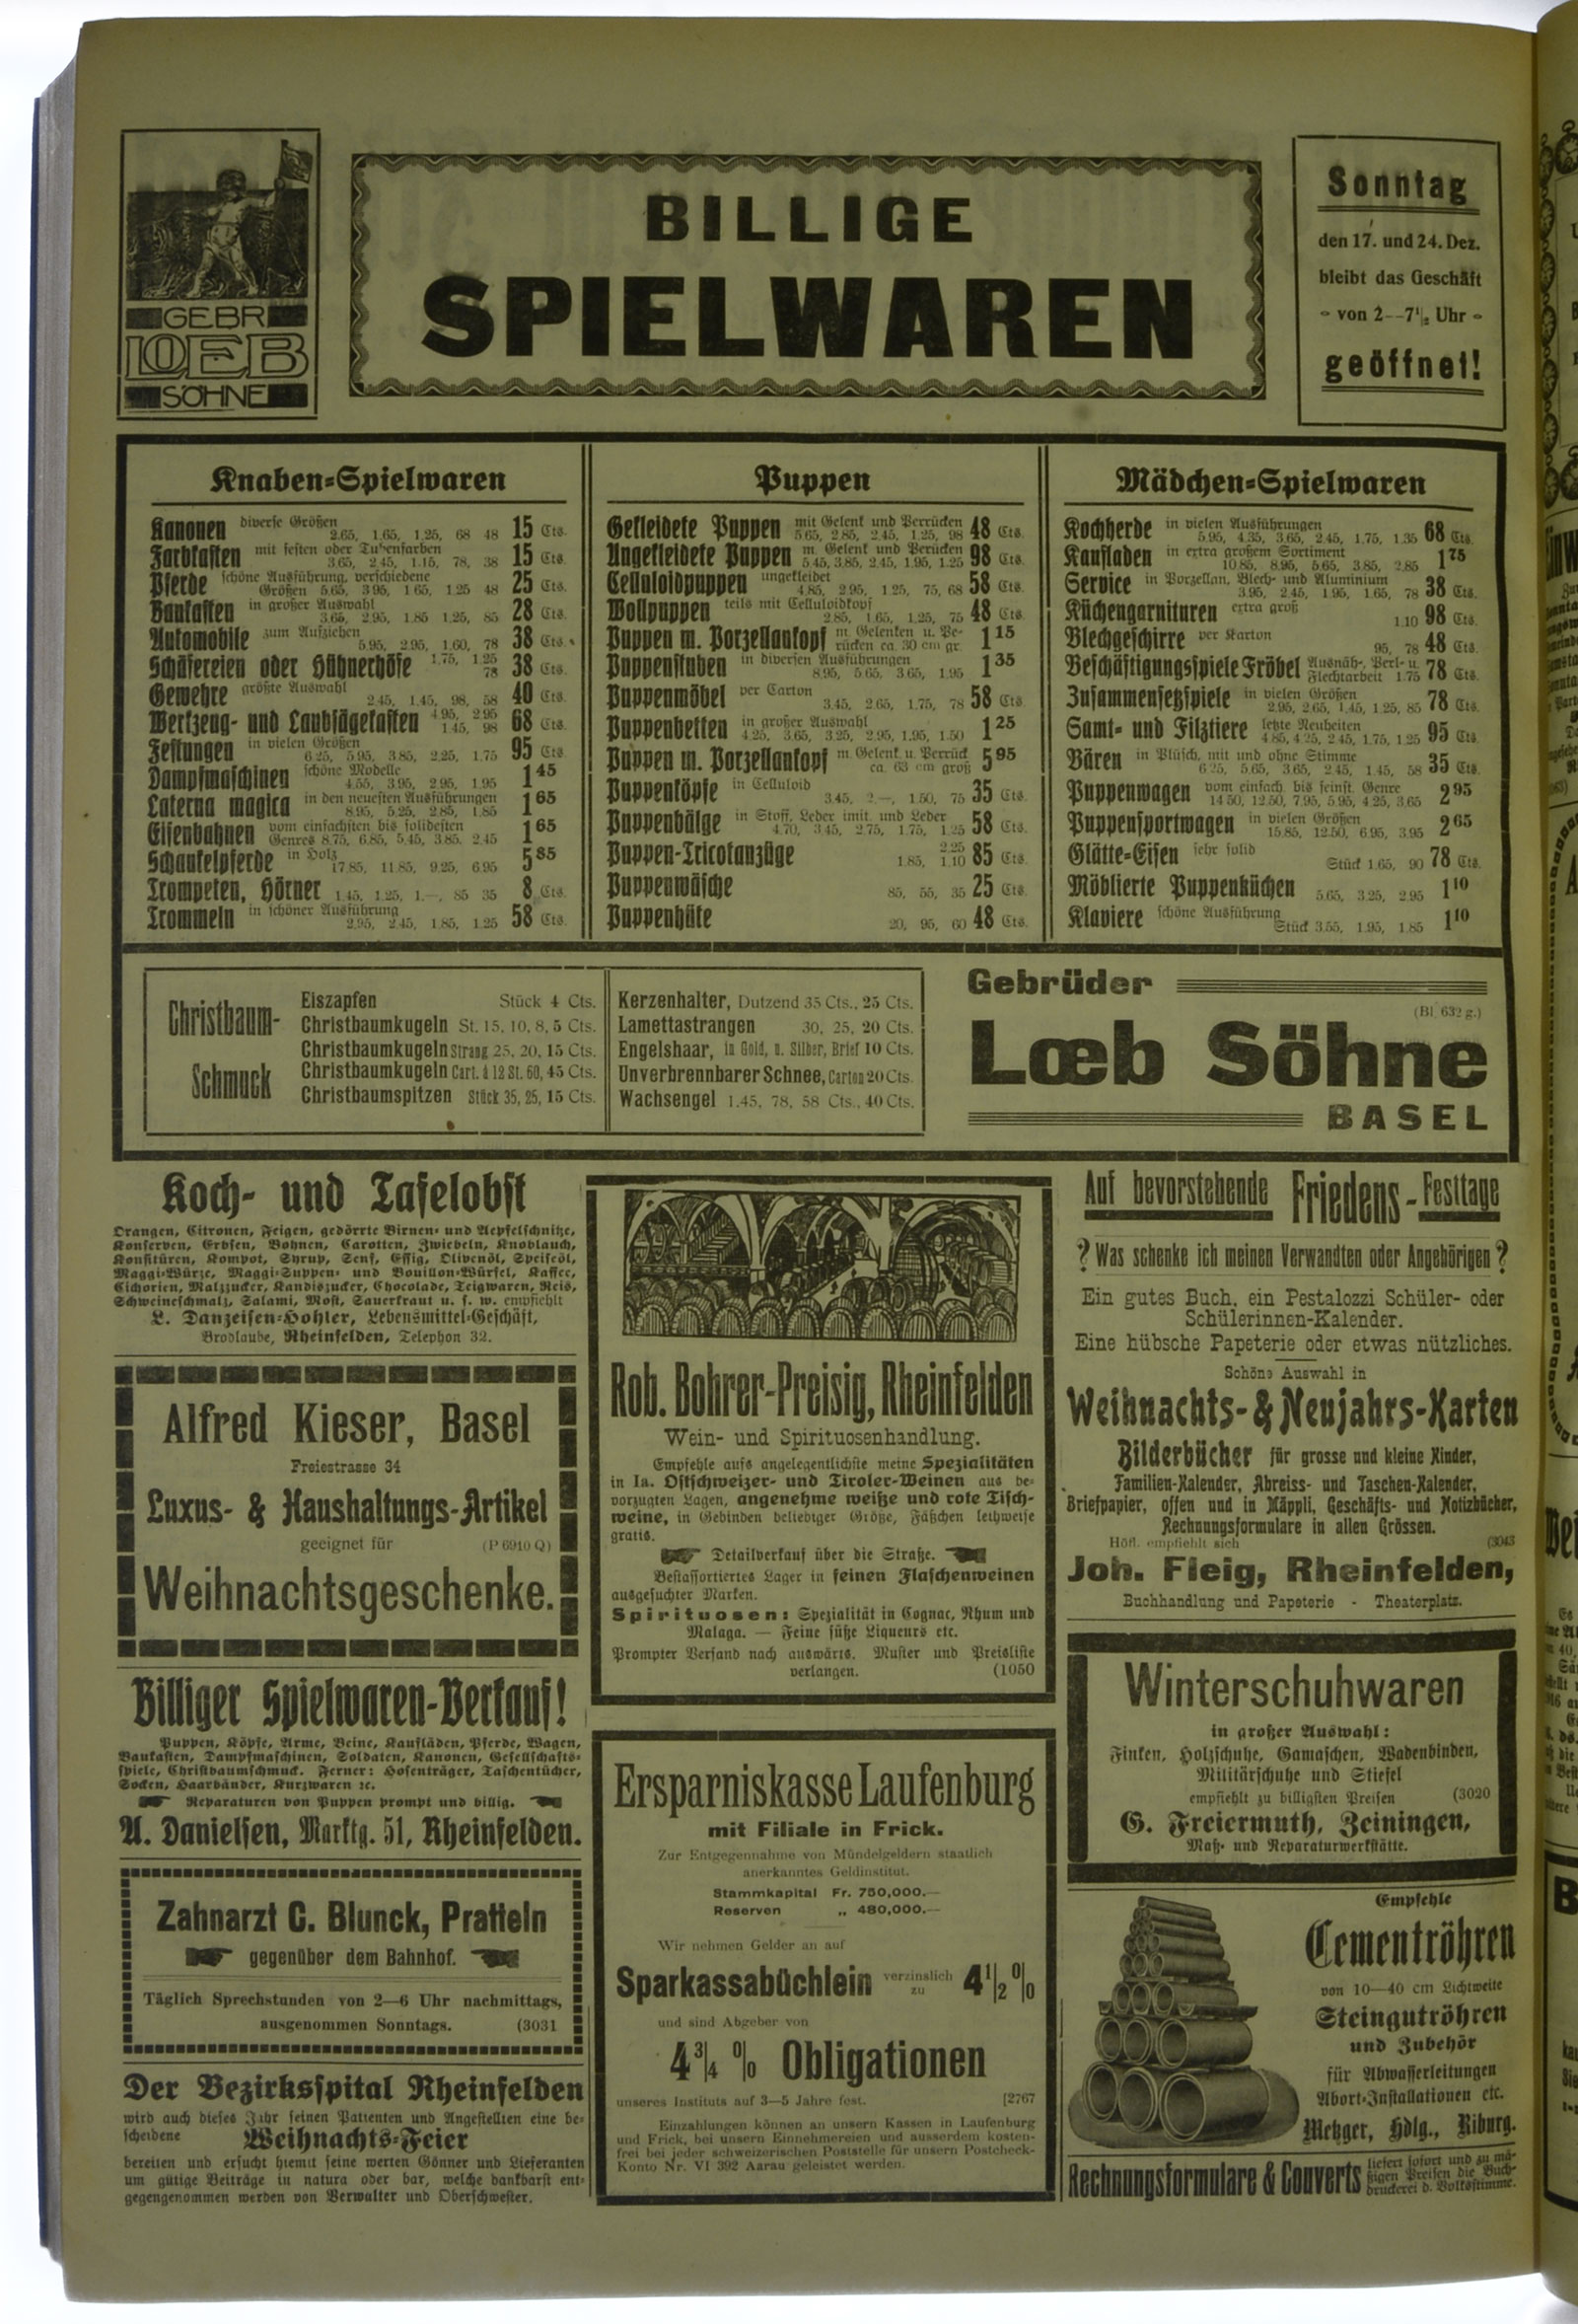 GEBR
LOEB
SÖHNE
BILLIGE
SPIELWAREN
Sonntag
den 17. und 24. Dez.
bleibt das Geschäft
von 2--7½ Uhr
geöffnet!
Knaben-Spielwaren
Kanonen diverse Größen 2.65, 1.65, 1.25, 68 48 15 Cts.
Farbkasten mit festen oder Tubenfarben 3.65, 2.45, 1.15, 78, 38 15 Cts.
Pferde schöne Ausführung, verschiedene Größen 5.65, 3.95, 1.65, 1.25 48 25 Cts.
Baukasten in großer Auswahl 3.65, 2.95, 1.85 1.25, 85 28 Cts.
Automobile zum Aufziehen 5.95, 2.95, 1.60, 78 38 Cts.
Schäfereien oder Hühnerhöfe 1.75, 1.25 78 38 Cts.
Gewehre größte Auswahl 2.45, 1.45, 98, 58 40 Cts.
Werkzeug- und Laubsägekasten 4.95, 2.95 1.45, 98 68 Cts.
Festungen in vielen Größen 6.25, 5.95, 3.85, 2.25, 1.75 95 Cts
Dampfmaschinen schöne Modelle 4.55, 3.95, 2.95, 1.95 1 45
Laterna magica in den neuesten Ausführungen 8.95, 5.25, 2.85, 1.85 1 65
Eisenbahnen vom einfachsten bis solidesten Genres 8.75, 6.85, 5.45, 3.85, 2.45 1 65
Schaukelpferde in Holz 17.85, 11.85, 9.25, 6.95 5 85
Trompeten, Hörner 1.45, 1.25, 1.—, 85 35 8 Cts.
Trommeln in schöner Ausführung 2.95, 2.45, 1.85, 1.25 58 Cts.
Puppen
Gekleidete Puppen mit Gelenk und Perrücken 5.65, 2.85, 2.45, 1.25, 98 48 Cts.
Ungekleidete Puppen m. Gelenk und Perücken 5.45, 3.85, 2.45, 1.95, 1.25 98 Cts.
Celluloidpuppen ungekleidet 4.85, 2.95, 1.25, 75, 68 58 Cts.
Wollpuppen teils mit Celluloidkopf 2.85, 1.65, 1.25, 75 48 Cts.
Puppen m. Porzellankopf m. Gelenken u. Perücken ca. 30 cm gr. 1 15
Puppenstuben in diversen Ausführungen 8.95, 5.65, 3.65, 1.95 1 35
Puppenmöbel per Carton 3.45, 2.65, 1.75, 78 58 Cts.
Puppenbetten in großer Auswahl 4.25, 3.65, 3.25, 2.95, 1.95, 1.50 1 25
Puppen m. Porzellankopf m Gelenk u. Perrück ca. 63 cm groß 5 95
Puppenköpfe in Celluloid 3.45, 2.—, 1.50, 75 35 Cts.
Puppenbälge in Stoff, Leder imit. und Leder 4.70, 3.45, 2.75, 1.75, 1.25 58 Cts.
Puppen-Tricotanzüge 2.25 1.85, 1.10 85 Cts.
Puppenwäsche 85, 55, 35 25 Cts.
Puppenhüte 20, 95, 60 48 Cts.
Mädchen-Spielwaren
Kochherde in vielen Ausführungen 5.95, 4.35, 3.65, 2.45, 1.75, 1.35 68 Cts.
Kaufladen in extra großem Sortiment 10.85, 8.95, 5.65, 3.85, 2.85 1 75
Service in Porzellan, Blech- und Aluminium 3.95, 2.45, 1.95, 1.65, 78 38 Cts.
Küchengarnituren extra groß 1.10 98 Cts.
Blechgeschirre per Karton 95, 78 48 Cts.
Beschäftigungsspiele Fröbel Ausnäh-, Perl- u. Flechtarbeit 1.75 78 Cts.
Zusammensetzspiele in vielen Größen 2.95, 2.65, 1.45, 1.25, 85 78 Cts.
Samt- und Filztiere letzte Neuheiten 4.85, 4.25, 2.45, 1.75, 1.25 95 Cts.
Bären in Plüsch, mit und ohne Stimme 6.25, 5.65, 3.65, 2.45, 1.45, 58 35 Cts.
Puppenwagen vom einfach. bis feinst. Genre 14.50, 12.50, 7.95, 5.95, 4.25, 3.65 2 95
Puppensportwagen in vielen Größen 15.85, 12.50, 6.95, 3.95 2 65
Glätte-Eisen sehr solid Stück 1.65, 90 78 Cts.
Möblierte Puppenküchen 5.65, 3.25, 2.95 1 10
Klaviere schöne Ausführung Stück 3.55, 1.95, 1.85 1 10
Christbaum-
Schmuck
Eiszapfen Stück 4 Cts.
Christbaumkugeln St. 15, 10, 8, 5 Cts.
Christbaumkugeln Strang 25, 20, 15 Cts.
Christbaumkugeln Cart. à 12 St. 60, 45 Cts.
Christbaumspitzen Stück 35, 25, 15 Cts.
Kerzenhalter, Dutzend 35 Cts., 25 Cts.
Lamettastrangen 30, 25, 20 Cts.
Engelshaar, in Gold, u. Silber, Brief 10 Cts.
Unverbrennbarer Schnee, Carton 20 Cts.
Wachsengel 1.45, 78, 58 Cts., 40 Cts.
Gebrüder
(Bl. 632 g.)
Lœb Söhne
BASEL
Koch- und Tafelobst
Orangen, Citronen, Feigen, gedörrte Birnen- und Aepfelschnitze,
Konserven, Erbsen, Bohnen, Carotten, Zwiebeln, Knoblauch,
Konfitüren, Kompot, Syrup, Senf, Essig, Olivenöl, Speiseöl,
Maggi-Würze, Maggi-Suppen- und Bouillon-Würfel, Kaffee,
Cichorien, Malzzucker, Kandiszucker, Chocolade, Teigwaren, Reis,
Schweineschmalz, Salami, Most, Sauerkraut u. s. w. empfiehlt
L. Danzeisen-Hohler, Lebensmittel-Geschäft,
Brodlaube, Rheinfelden, Telephon 32.
Alfred Kieser, Basel
Freiestrasse 34
Luxus- & Haushaltungs-Artikel
geeignet für (P 6910 Q)
Weihnachtsgeschenke.
Billiger Spielwaren-Verkauf!
Puppen, Köpfe, Arme, Beine, Kaufläden, Pferde, Wagen,
Baukasten, Dampfmaschinen, Soldaten, Kanonen, Gesellschafts-
spiele, Christbaumschmuck. Ferner: Hosenträger, Taschentücher,
Socken, Haarbänder, Kurzwaren ec.
Reparaturen von Puppen prompt und billig.
A. Danielsen, Marktg. 51, Rheinfelden.
Zahnarzt C. Blunck, Pratteln
gegenüber dem Bahnhof.
Täglich Sprechstunden von 2—6 Uhr nachmittags,
ausgenommen Sonntags. (3031
Der Bezirksspital Rheinfelden
wird auch dieses Jahr seinen Patienten und Angestellten eine be-
scheidene Weihnachts-Feier
bereiten und ersucht hiemit seine werten Gönner und Lieferanten
um gütige Beiträge in natura oder bar, welche dankbarst ent-
gegengenommen werden von Verwalter und Oberschwester.
Rob. Bohrer-Preisig, Rheinfelden
Wein- und Spirituosenhandlung.
Empfehle aufs angelegentlichste meine Spezialitäten
in Ia. Ostschweizer- und Tiroler-Weinen aus be-
vorzugten Lagen, angenehme weiße und rote Tisch-
weine, in Gebinden beliebiger Größe, Fäßchen leihweise
gratis.
Detailverkauf über die Straße.
Bestassortiertes Lager in feinen Flaschenweinen
ausgesuchter Marken.
Spirituosen: Spezialität in Cognac, Rhum und
Malaga. — Feine süße Liqueurs etc.
Prompter Versand nach auswärts. Muster und Preisliste
verlangen. (1050
Ersparniskasse Laufenburg
mit Filiale in Frick.
Zur Entgegennahme von Mündelgeldern staatlich
anerkanntes Geldinstitut.
Stammkapital Fr. 750,000.—
Reserven „ 480,000.—
Wir nehmen Gelder an auf
Sparkassabüchlein verzinslich zu 4½ %
und sind Abgeber von
4¾ % Obligationen
unseres Instituts auf 3—5 Jahre fest. [2767
Einzahlungen können an unsern Kassen in Laufenburg
und Frick, bei unsern Einnehmereien und ausserdem kosten-
frei bei jeder schweizerischen Poststelle für unsern Postcheck-
Konto Nr. VI 392 Aarau geleistet werden.
Auf bevorstehende Friedens-Festtage
? Was schenke ich meinen Verwandten oder Angehörigen ?
Ein gutes Buch, ein Pestalozzi Schüler- oder
Schülerinnen-Kalender.
Eine hübsche Papeterie oder etwas nützliches.
Schöne Auswahl in
Weihnachts- & Neujahrs-Karten
Bilderbücher für grosse und kleine Kinder,
Familien-Kalender, Abreiss- und Taschen-Kalender,
Briefpapier, offen und in Mäppli, Geschäfts- und Notizbücher,
Rechnungsformulare in allen Grössen.
Höfl. empfiehlt sich (3043
Joh. Fleig, Rheinfelden,
Buchhandlung und Papeterie - Theaterplatz.
Winterschuhwaren
in großer Auswahl:
Finken, Holzschuhe, Gamaschen, Wadenbinden,
Militärschuhe und Stiefel
empfiehlt zu billigsten Preisen (3020
G. Freiermuth, Zeiningen,
Maß- und Reparaturwerkstätte.
Empfehle
Cementröhren
von 10—40 cm Lichtweite
Steingutröhren
und Zubehör
für Abwasserleitungen
Abort-Installationen etc.
Metzger, Hdlg., Riburg.
Rechnungsformulare & Couverts liefert sofort und zu mä-
ßigen Preisen die Buch-
druckerei d. Volksstimme.